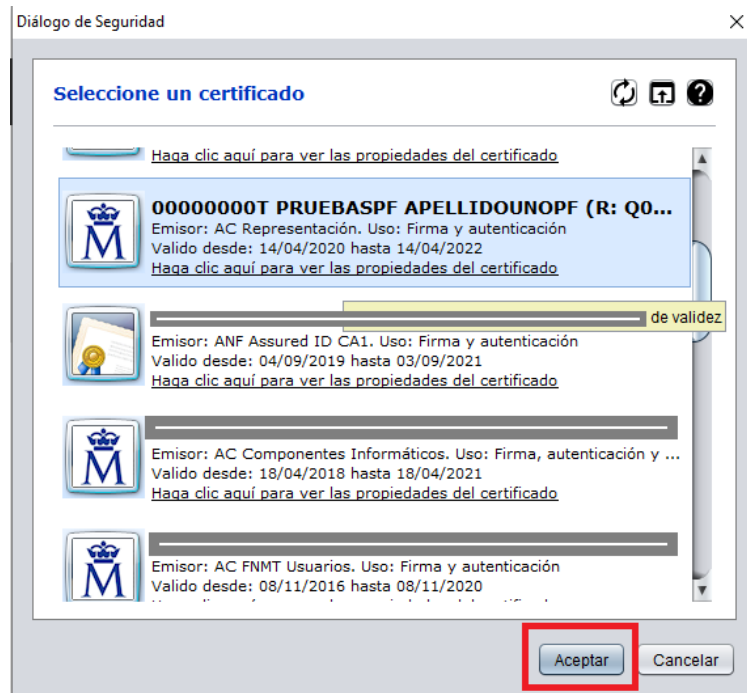 Diálogo de Seguridad
Seleccione un certificado
Haga clic aquí para ver las propiedades del certificado
00000000T PRUEBASPF APELLIDOUNOPF (R: Q0...
Emisor: AC Representación. Uso: Firma y autenticación
Valido desde: 14/04/2020 hasta 14/04/2022
Haga clic aquí para ver las propiedades del certificado
de validez
Emisor: ANF Assured ID CA1. Uso: Firma y autenticación
Valido desde: 04/09/2019 hasta 03/09/2021
Haga clic aquí para ver las propiedades del certificado
Emisor: AC Componentes Informáticos. Uso: Firma, autenticación y ...
Valido desde: 18/04/2018 hasta 18/04/2021
Haga clic aquí para ver las propiedades del certificado
Emisor: AC FNMT Usuarios. Uso: Firma y autenticación
Valido desde: 08/11/2016 hasta 08/11/2020
Aceptar
Cancelar